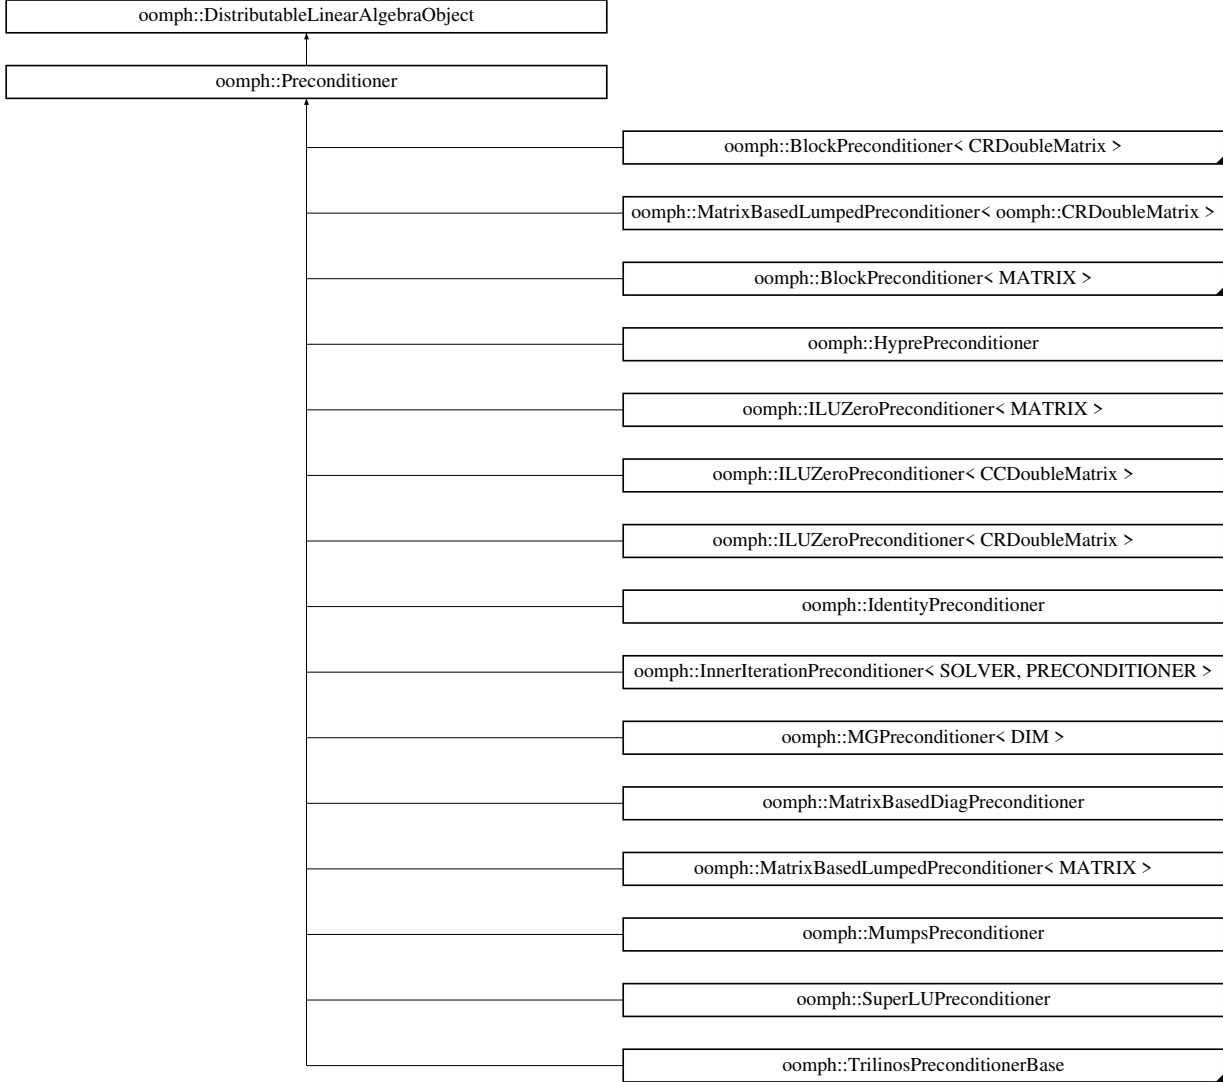 oomph::DistributableLinearAlgebraObject
oomph::Preconditioner
oomph::BlockPreconditioner< CRDoubleMatrix >
oomph::MatrixBasedLumpedPreconditioner< oomph::CRDoubleMatrix >
oomph::BlockPreconditioner< MATRIX >
oomph::HyprePreconditioner
oomph::ILUZeroPreconditioner< MATRIX >
oomph::ILUZeroPreconditioner< CCDoubleMatrix >
oomph::ILUZeroPreconditioner< CRDoubleMatrix >
oomph::IdentityPreconditioner
oomph::InnerIterationPreconditioner< SOLVER, PRECONDITIONER >
oomph::MGPreconditioner< DIM >
oomph::MatrixBasedDiagPreconditioner
oomph::MatrixBasedLumpedPreconditioner< MATRIX >
oomph::MumpsPreconditioner
oomph::SuperLUPreconditioner
oomph::TrilinosPreconditionerBase